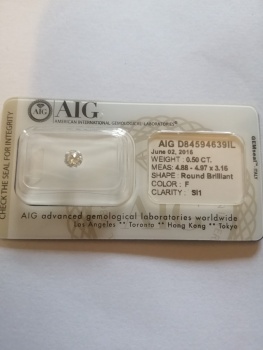 AIG
AMERICAN INTERNATIONAL GEMOLOGICAL LABORATORIES
CHECK THE SEAL FOR INTEGRITY
AIG D84594639IL
June 02, 2016
WEIGHT : 0.50 CT.
MEAS: 4.88 - 4.97 x 3.16
SHAPE : Round Brilliant
COLOR : F
CLARITY : SI1
AIG advanced gemological laboratories worldwide
Los Angeles ** Toronto ** Hong Kong ** Tokyo